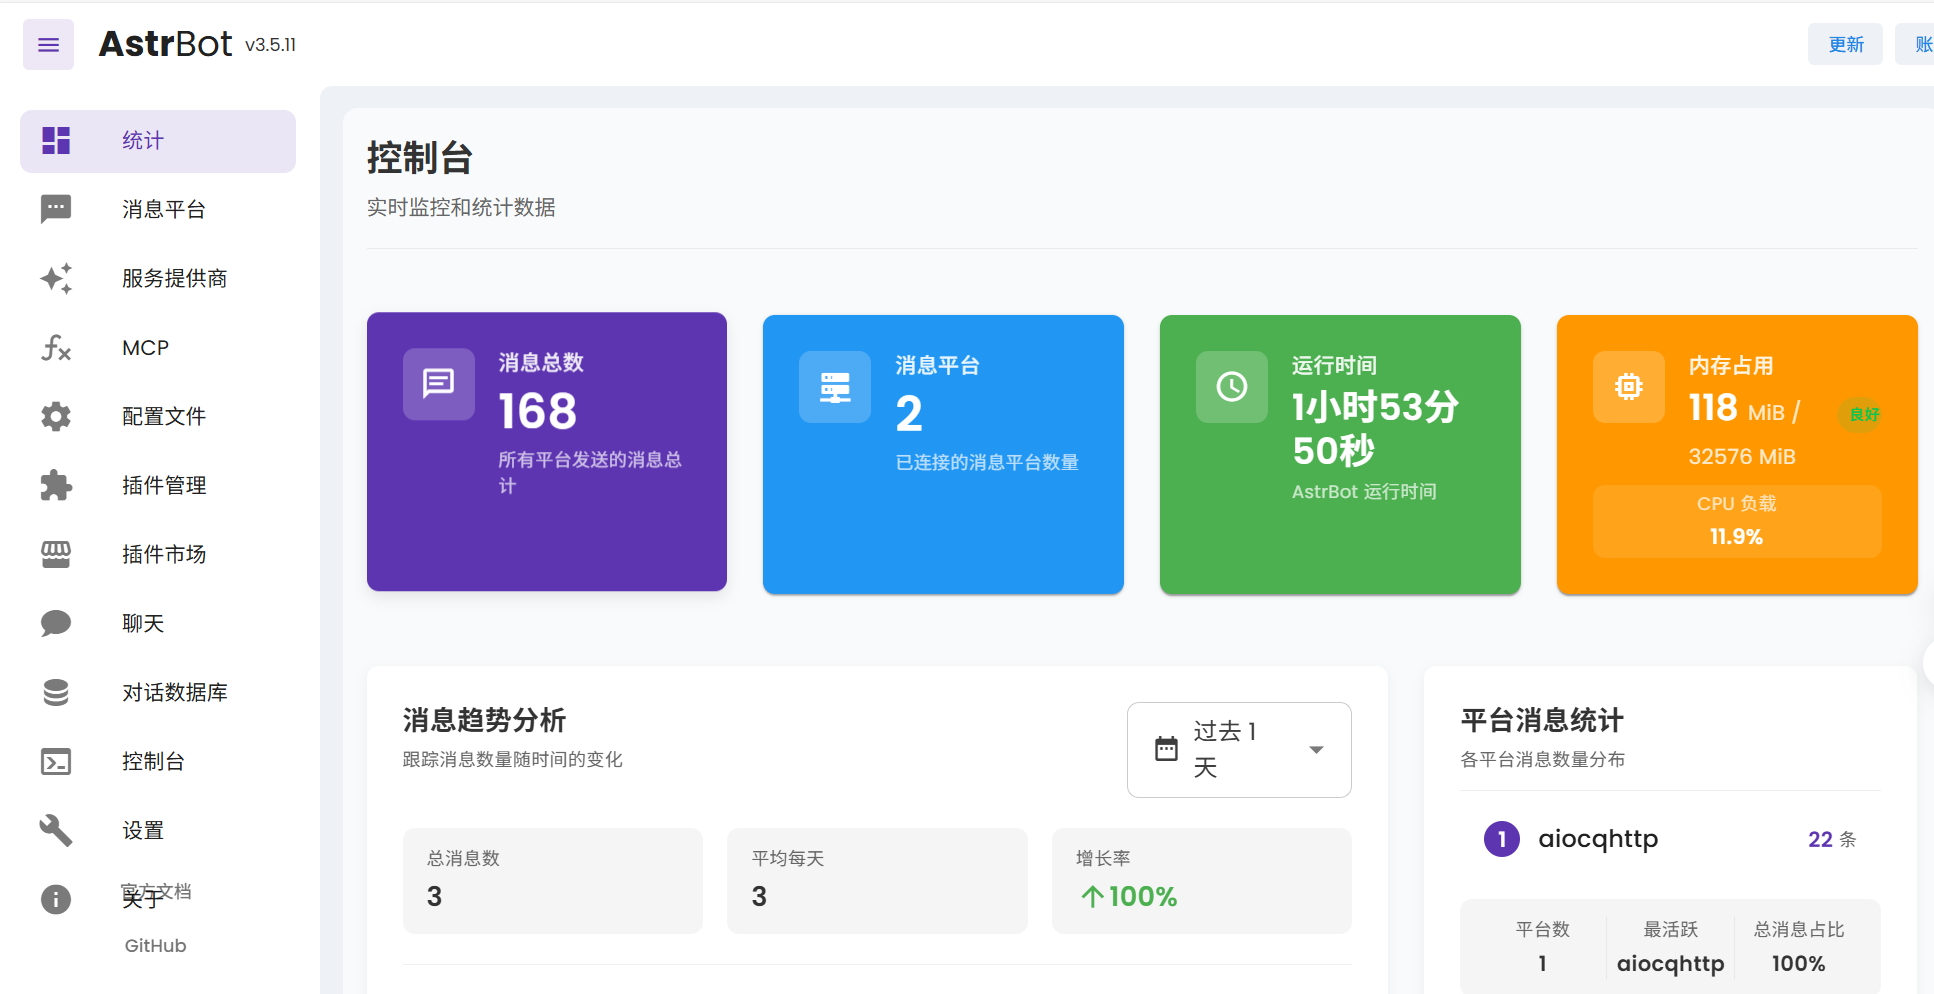 AstrBot v3.5.11
更新
账
统计
消息平台
服务提供商
MCP
配置文件
插件管理
插件市场
聊天
对话数据库
控制台
设置
关于
官方文档
GitHub
控制台
实时监控和统计数据
消息总数
168
所有平台发送的消息总
计
消息平台
2
已连接的消息平台数量
运行时间
1小时53分
50秒
AstrBot 运行时间
内存占用
118 MiB /
32576 MiB
良好
CPU 负载
11.9%
消息趋势分析
跟踪消息数量随时间的变化
过去 1
天
总消息数
3
平均每天
3
增长率
↑100%
平台消息统计
各平台消息数量分布
1 aiocqhttp 22 条
平台数
1
最活跃
aiocqhttp
总消息占比
100%